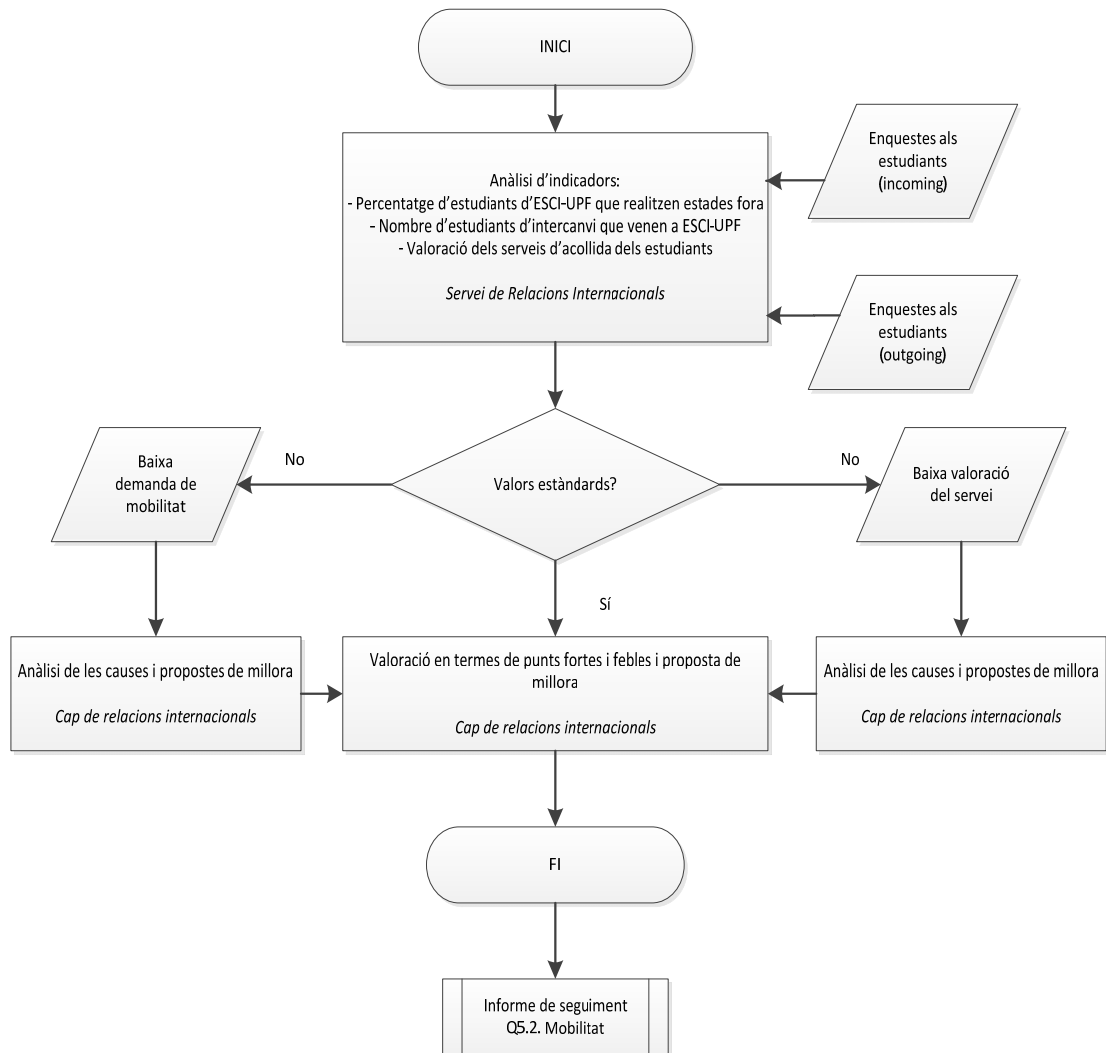 INICI
Enquestes als
estudiants
(incoming)
Anàlisi d'indicadors:
- Percentatge d'estudiants d'ESCI-UPF que realitzen estades fora
- Nombre d'estudiants d'intercanvi que venen a ESCI-UPF
- Valoració dels serveis d'acollida dels estudiants
Servei de Relacions Internacionals
Enquestes als
estudiants
(outgoing)
Baixa
demanda de
mobilitat
No
Valors estàndards?
No
Baixa valoració
del servei
Sí
Anàlisi de les causes i propostes de millora
Cap de relacions internacionals
Valoració en termes de punts fortes i febles i proposta de
millora
Cap de relacions internacionals
Anàlisi de les causes i propostes de millora
Cap de relacions internacionals
FI
Informe de seguiment
Q5.2. Mobilitat